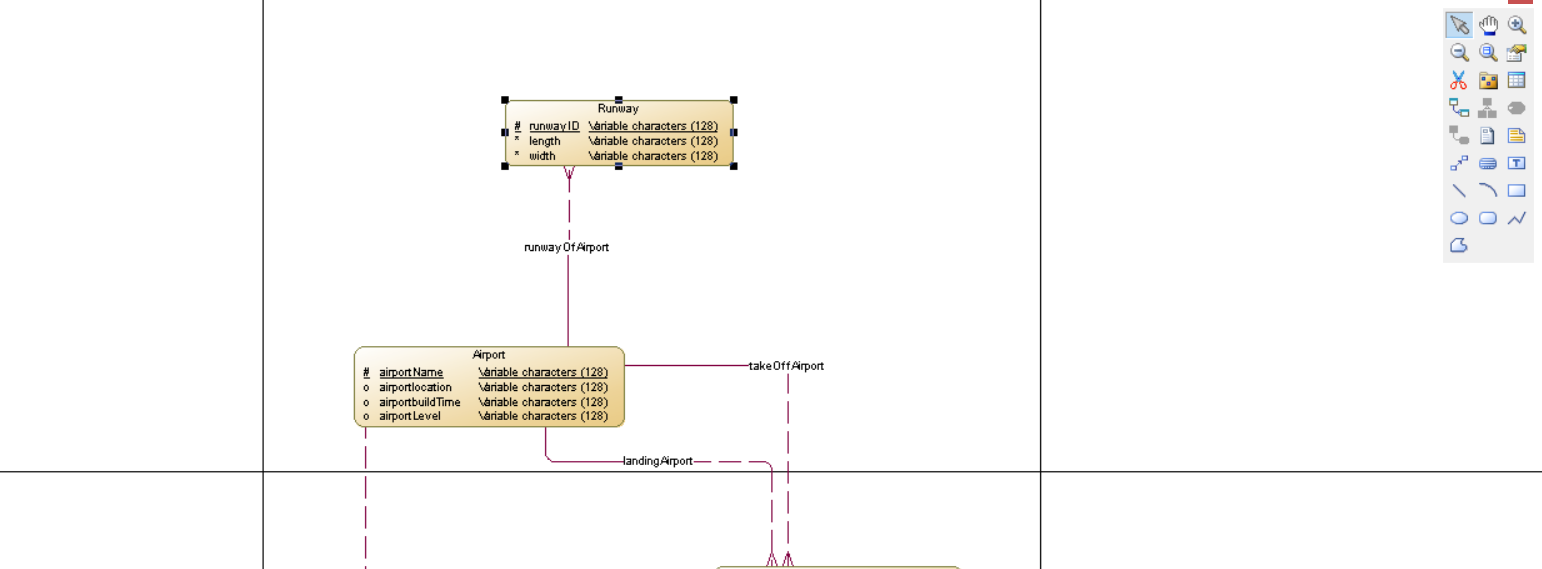 Runway
# runwayID Variable characters (128)
* length Variable characters (128)
* width Variable characters (128)
runwayOfAirport
Airport
# airportName Variable characters (128)
o airportlocation Variable characters (128)
o airportbuildTime Variable characters (128)
o airportLevel Variable characters (128)
takeOffAirport
landingAirport